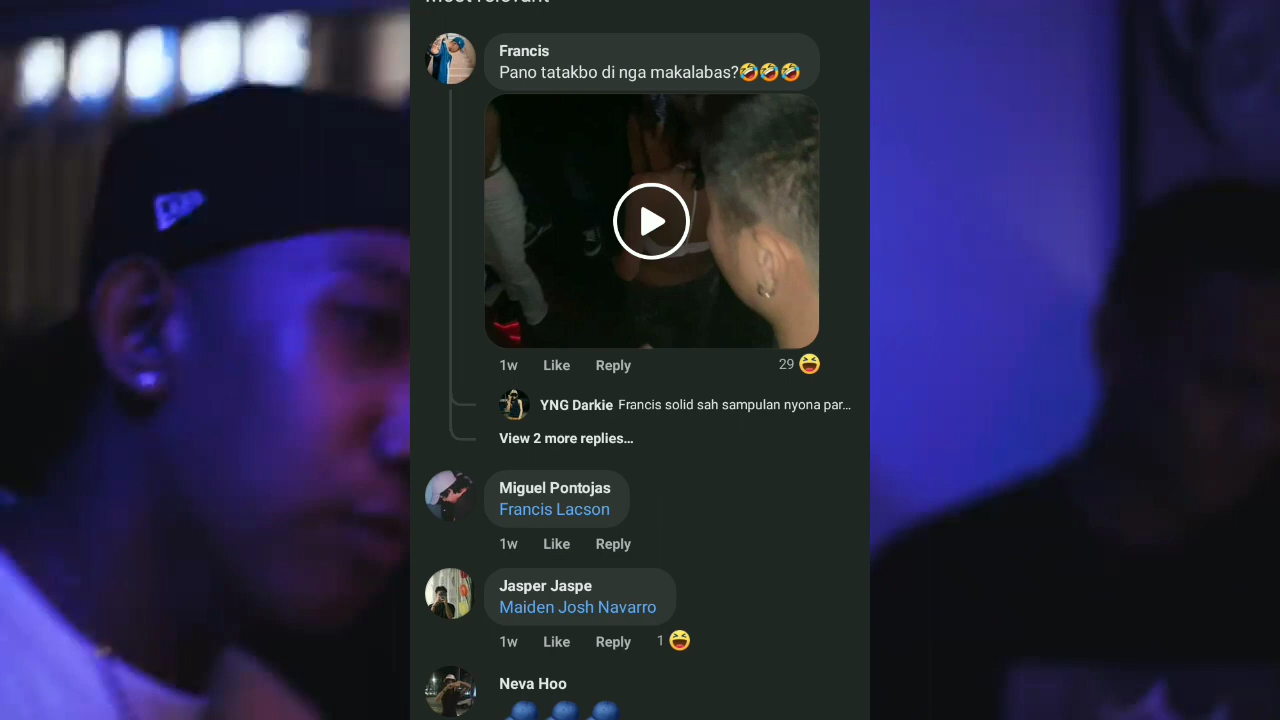 Most relevant
Francis
Pano tatakbo di nga makalabas?🤣🤣🤣
1w Like Reply 29
YNG Darkie Francis solid sah sampulan nyona par...
View 2 more replies...
Miguel Pontojas
Francis Lacson
1w Like Reply
Jasper Jaspe
Maiden Josh Navarro
1w Like Reply 1
Neva Hoo
🫐🫐🫐